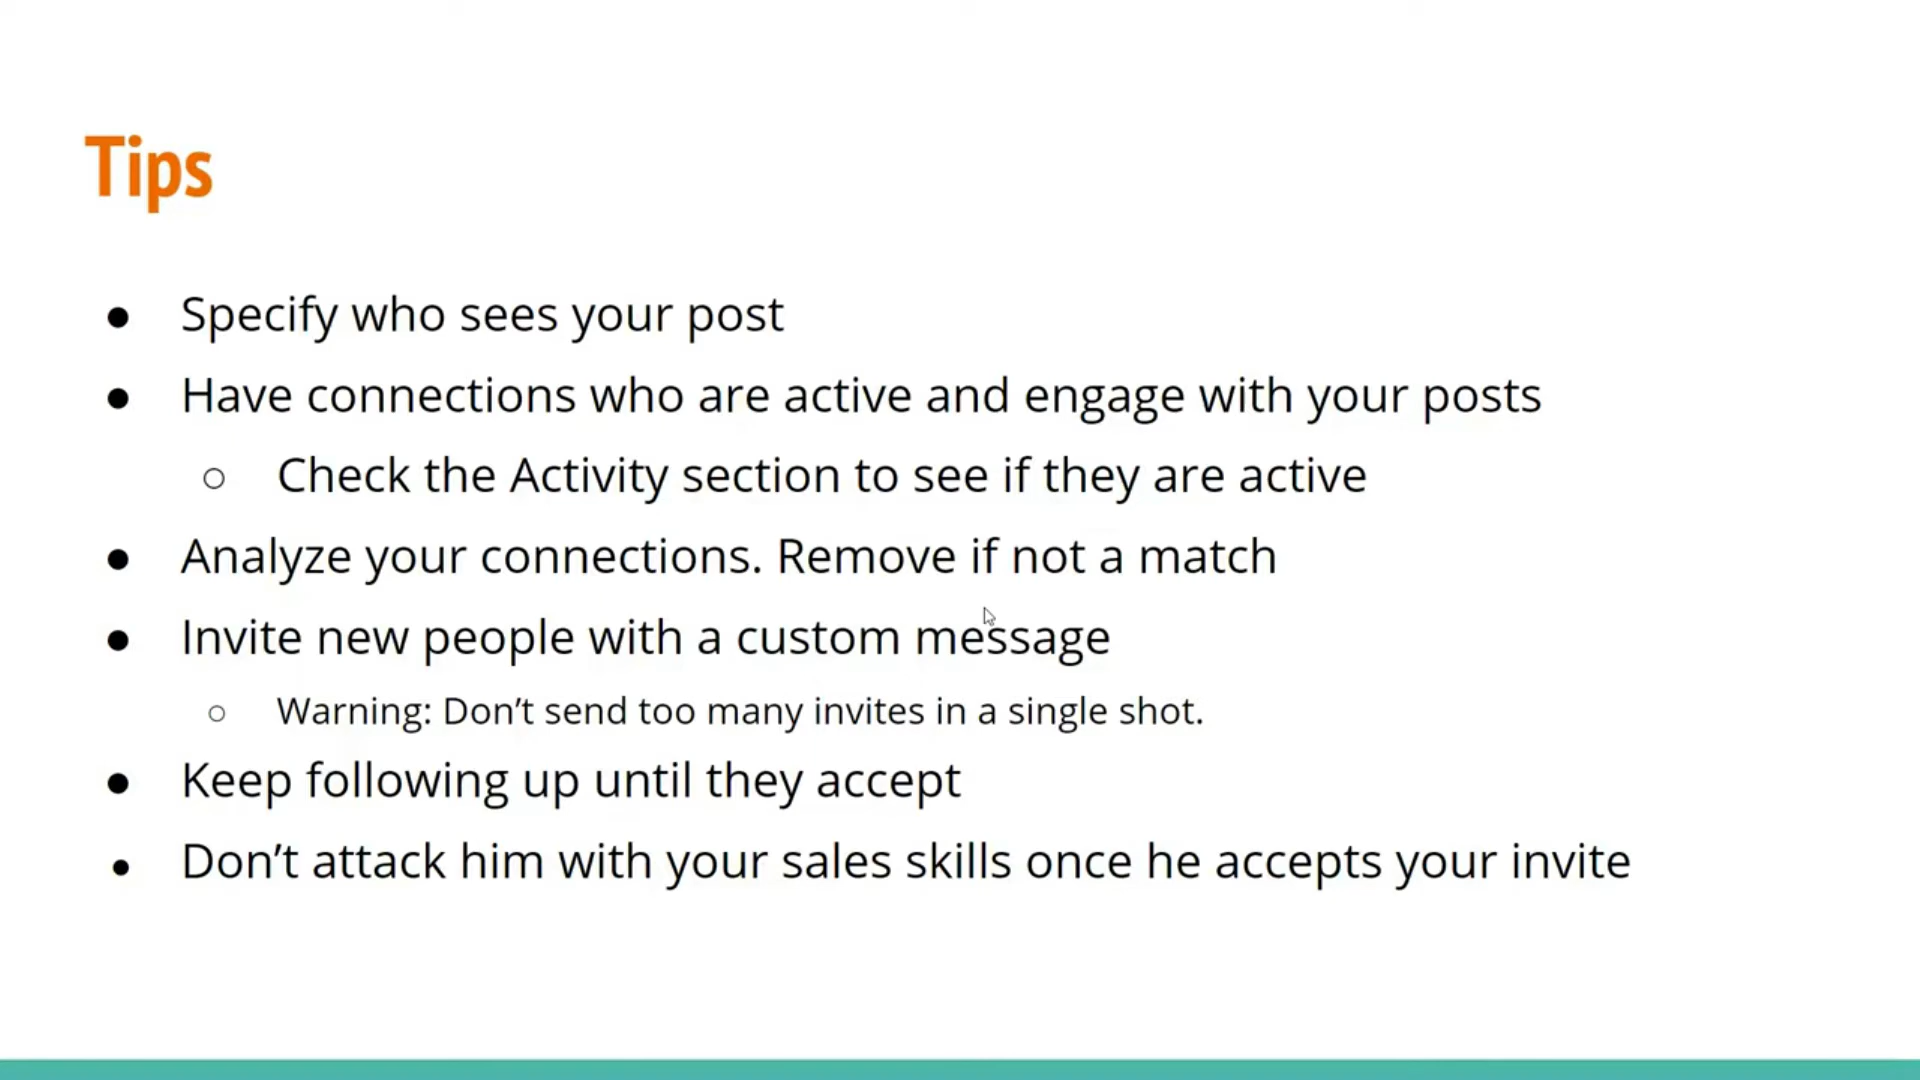 Tips
● Specify who sees your post
● Have connections who are active and engage with your posts
○ Check the Activity section to see if they are active
● Analyze your connections. Remove if not a match
● Invite new people with a custom message
○ Warning: Don’t send too many invites in a single shot.
● Keep following up until they accept
● Don’t attack him with your sales skills once he accepts your invite